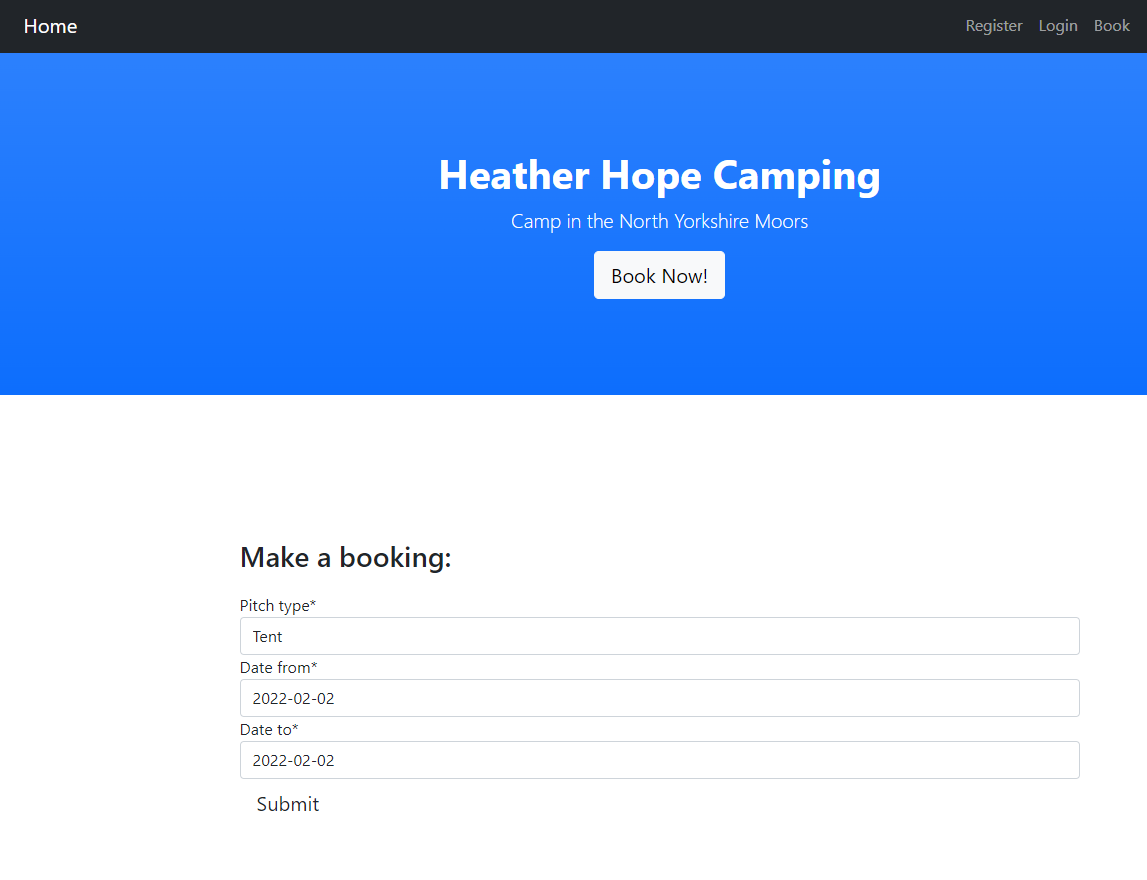 Home Register Login Book
Heather Hope Camping
Camp in the North Yorkshire Moors
Book Now!
Make a booking:
Pitch type*
Tent
Date from*
2022-02-02
Date to*
2022-02-02
Submit